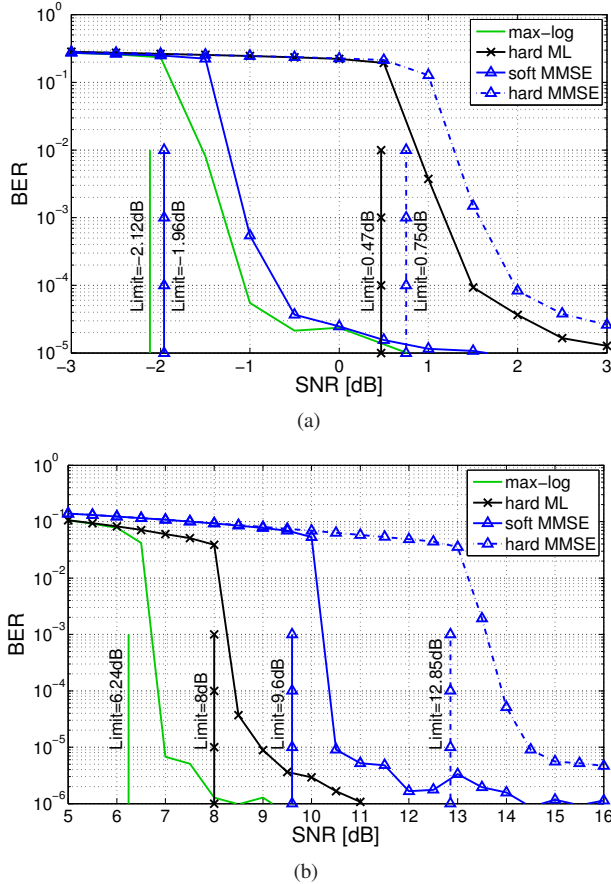 10⁰
10⁻¹
10⁻²
10⁻³
10⁻⁴
10⁻⁵
BER
max−log
hard ML
soft MMSE
hard MMSE
Limit=−2.12dB
Limit=−1.96dB
Limit=0.47dB
Limit=0.75dB
−3 −2 −1 0 1 2 3
SNR [dB]
(a)
10⁰
10⁻¹
10⁻²
10⁻³
10⁻⁴
10⁻⁵
10⁻⁶
BER
max−log
hard ML
soft MMSE
hard MMSE
Limit=6.24dB
Limit=8dB
Limit=9.6dB
Limit=12.85dB
5 6 7 8 9 10 11 12 13 14 15 16
SNR [dB]
(b)